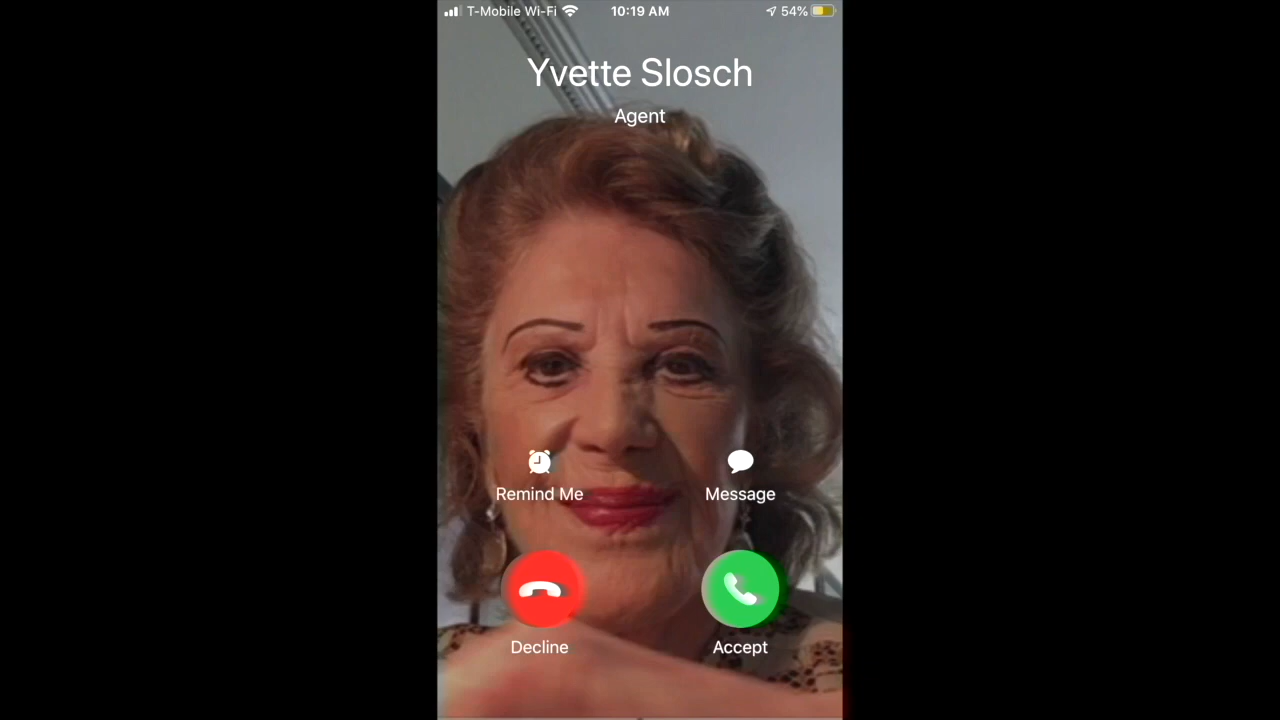 T-Mobile Wi-Fi 10:19 AM 54%
Yvette Slosch
Agent
Remind Me Message
Decline Accept